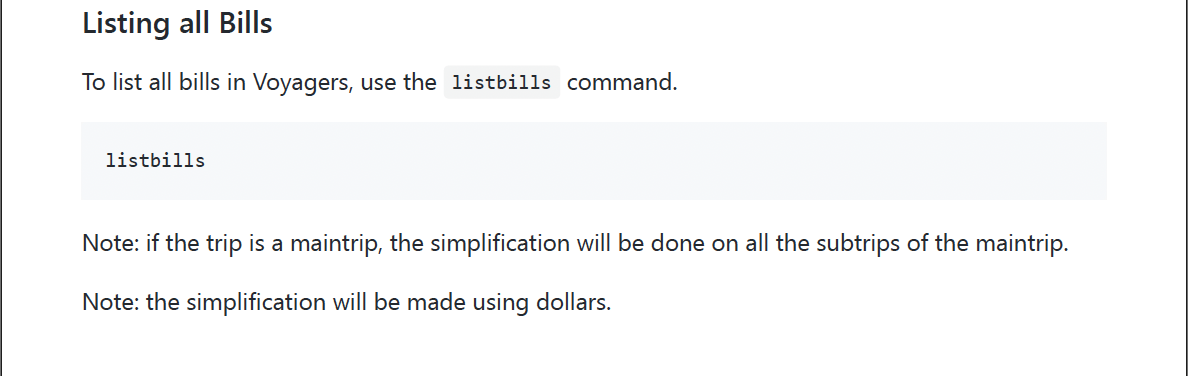 Listing all Bills
To list all bills in Voyagers, use the listbills command.
listbills
Note: if the trip is a maintrip, the simplification will be done on all the subtrips of the maintrip.
Note: the simplification will be made using dollars.